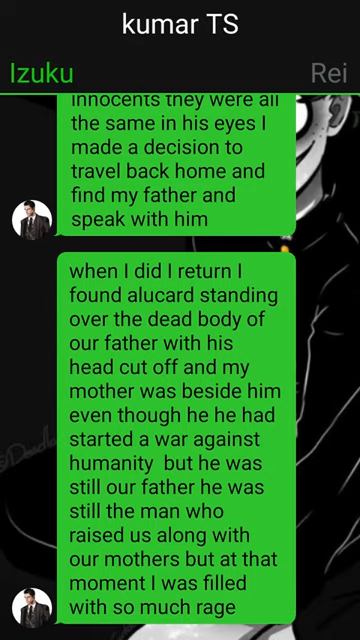 kumar TS
Izuku
Rei
innocents they were all
the same in his eyes I
made a decision to
travel back home and
find my father and
speak with him
when I did I return I
found alucard standing
over the dead body of
our father with his
head cut off and my
mother was beside him
even though he he had
started a war against
humanity  but he was
still our father he was
still the man who
raised us along with
our mothers but at that
moment I was filled
with so much rage